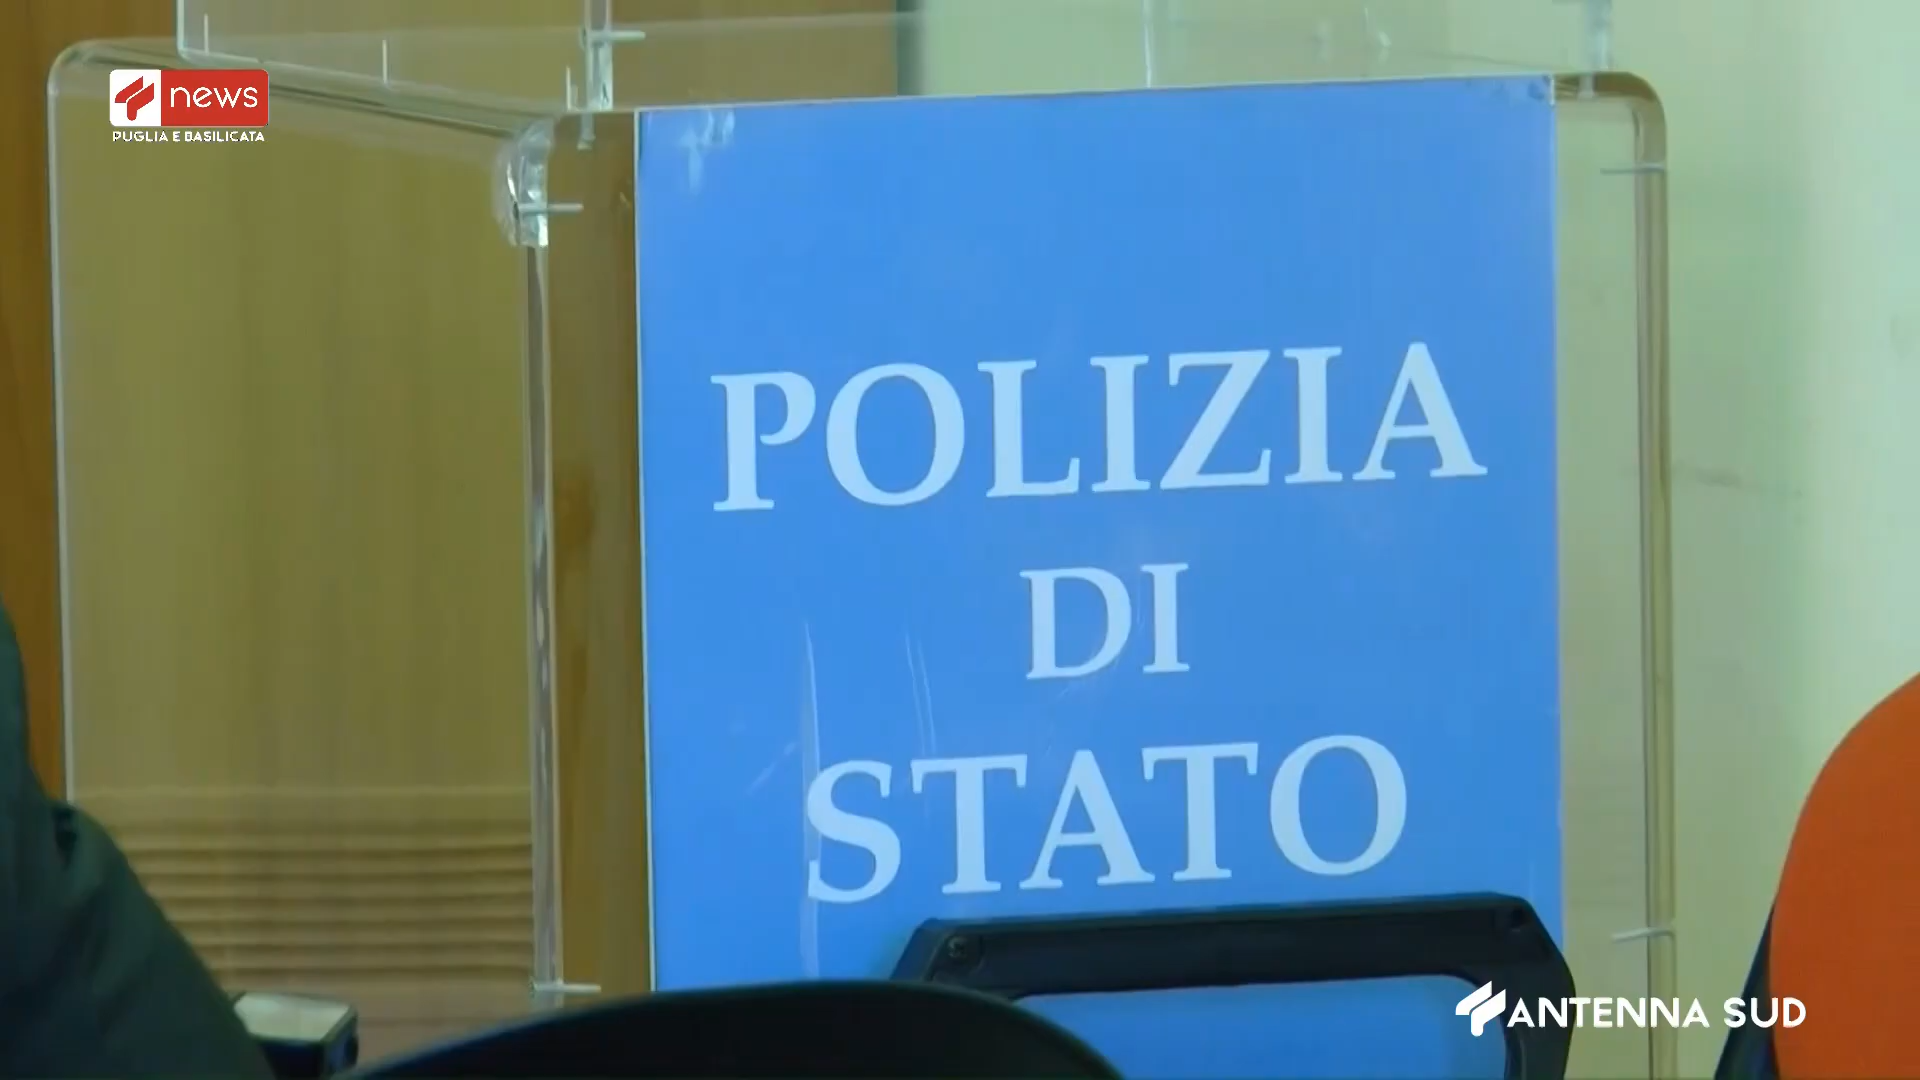 news
PUGLIA E BASILICATA
POLIZIA
DI
STATO
ANTENNA SUD